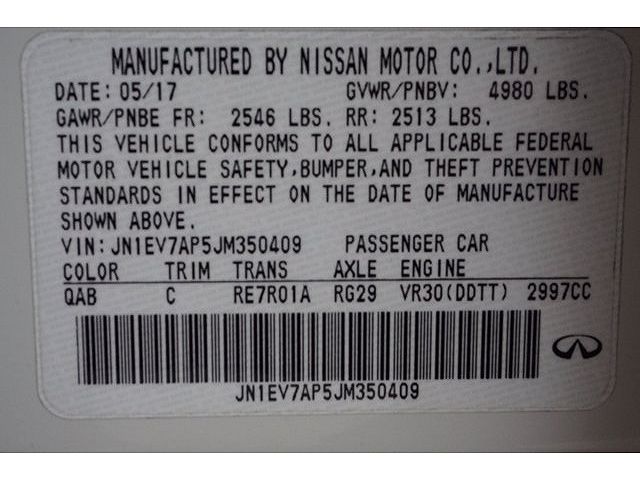 MANUFACTURED BY NISSAN MOTOR CO.,LTD.
DATE: 05/17 GVWR/PNBV: 4980 LBS.
GAWR/PNBE FR: 2546 LBS. RR: 2513 LBS.
THIS VEHICLE CONFORMS TO ALL APPLICABLE FEDERAL
MOTOR VEHICLE SAFETY,BUMPER,AND THEFT PREVENTION
STANDARDS IN EFFECT ON THE DATE OF MANUFACTURE
SHOWN ABOVE.
VIN: JN1EV7AP5JM350409 PASSENGER CAR
COLOR TRIM TRANS AXLE ENGINE
QAB C RE7R01A RG29 VR30(DDTT) 2997CC
JN1EV7AP5JM350409